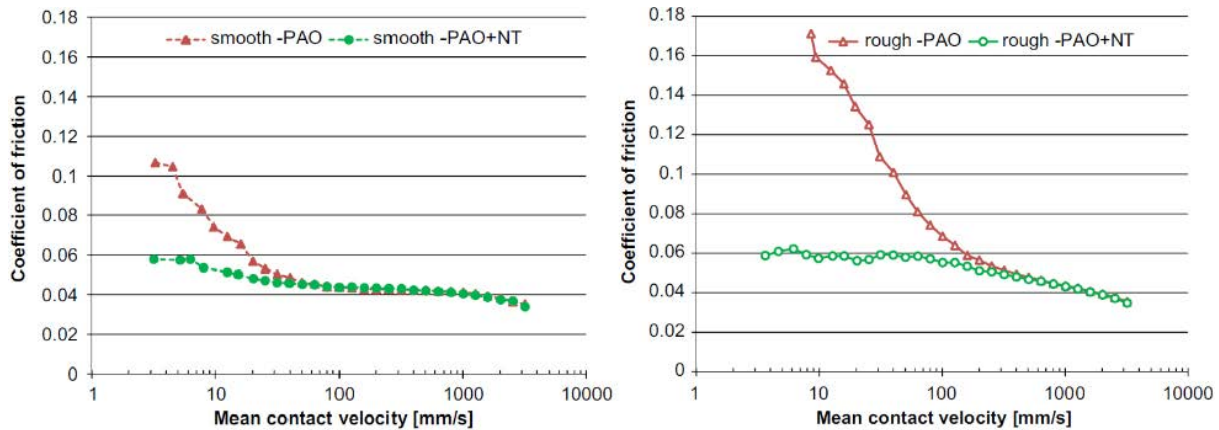 0.18
0.16
0.14
0.12
0.1
0.08
0.06
0.04
0.02
0
Coefficient of friction
smooth -PAO smooth -PAO+NT
1 10 100 1000 10000
Mean contact velocity [mm/s]
0.18
0.16
0.14
0.12
0.1
0.08
0.06
0.04
0.02
0
Coefficient of friction
rough -PAO rough -PAO+NT
1 10 100 1000 10000
Mean contact velocity [mm/s]